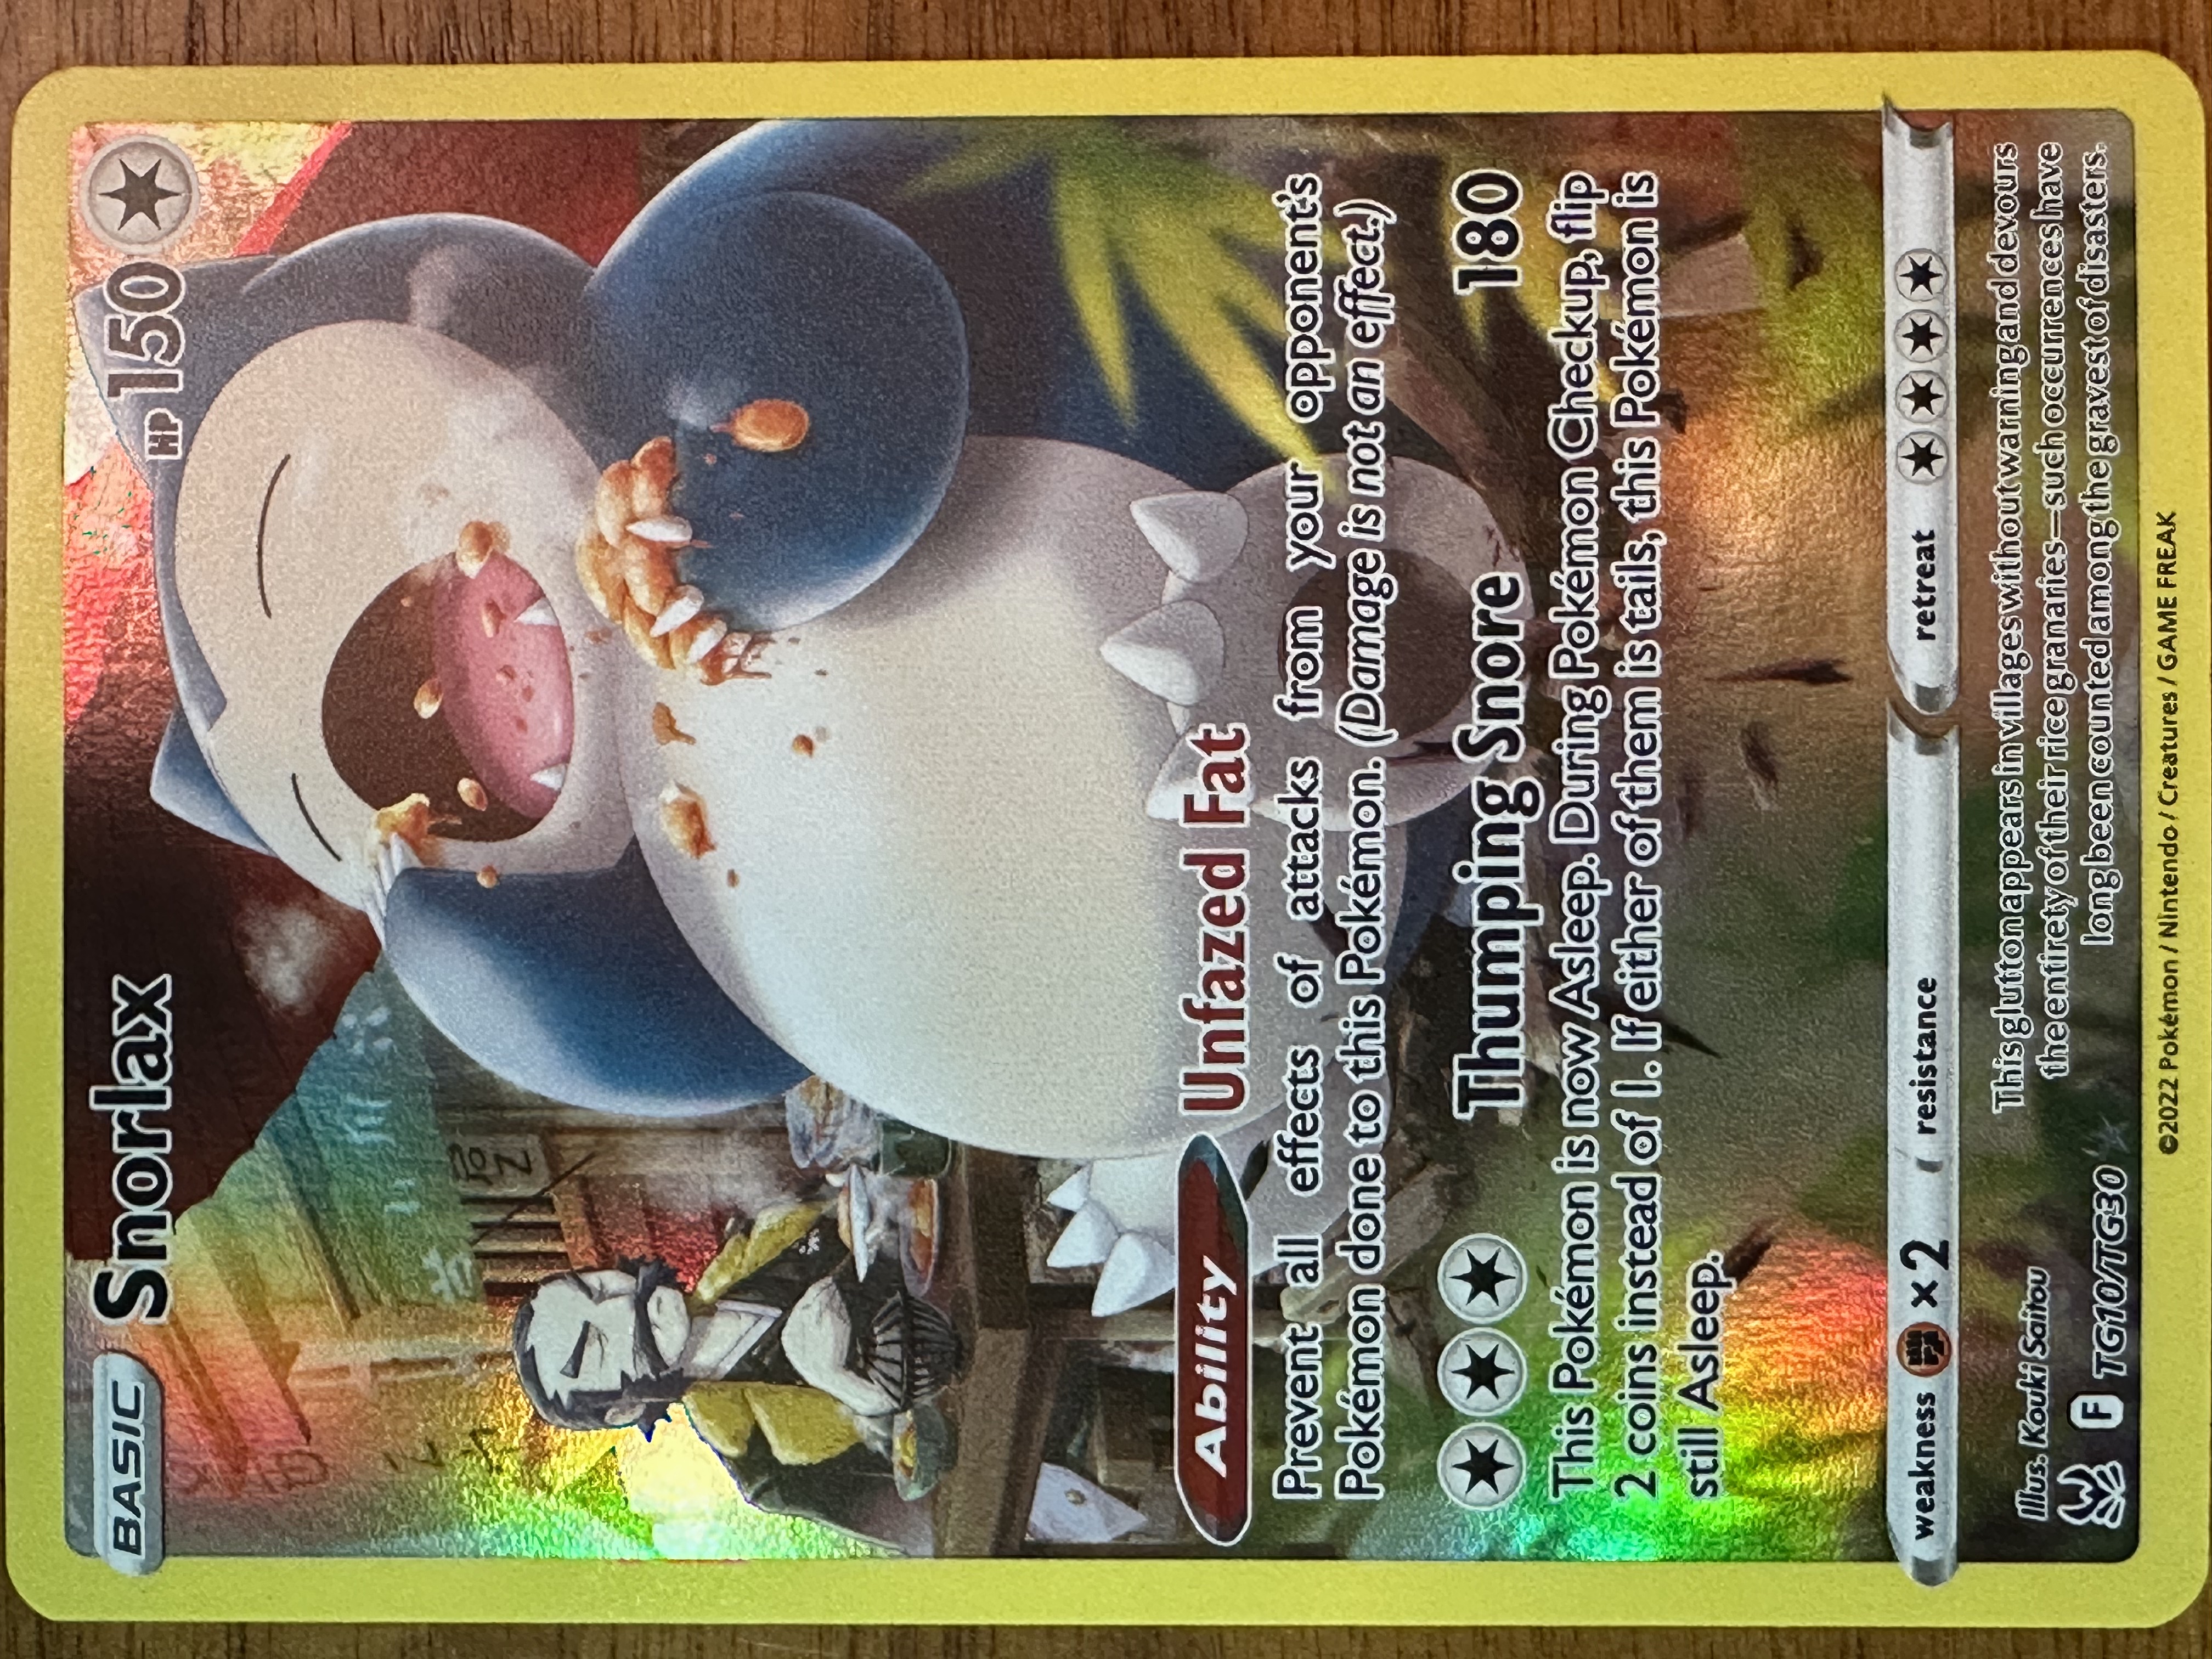 BASIC Snorlax HP 150
Ability Unfazed Fat
Prevent all effects of attacks from your opponent's
Pokémon done to this Pokémon. (Damage is not an effect.)
Thumping Snore 180
This Pokémon is now Asleep. During Pokémon Checkup, flip
2 coins instead of 1. If either of them is tails, this Pokémon is
still Asleep.
weakness ×2 resistance retreat
This glutton appears in villages without warning and devours
the entirety of their rice granaries—such occurrences have
long been counted among the gravest of disasters.
Illus. Kouki Saitou
F TG10/TG30
©2022 Pokémon / Nintendo / Creatures / GAME FREAK